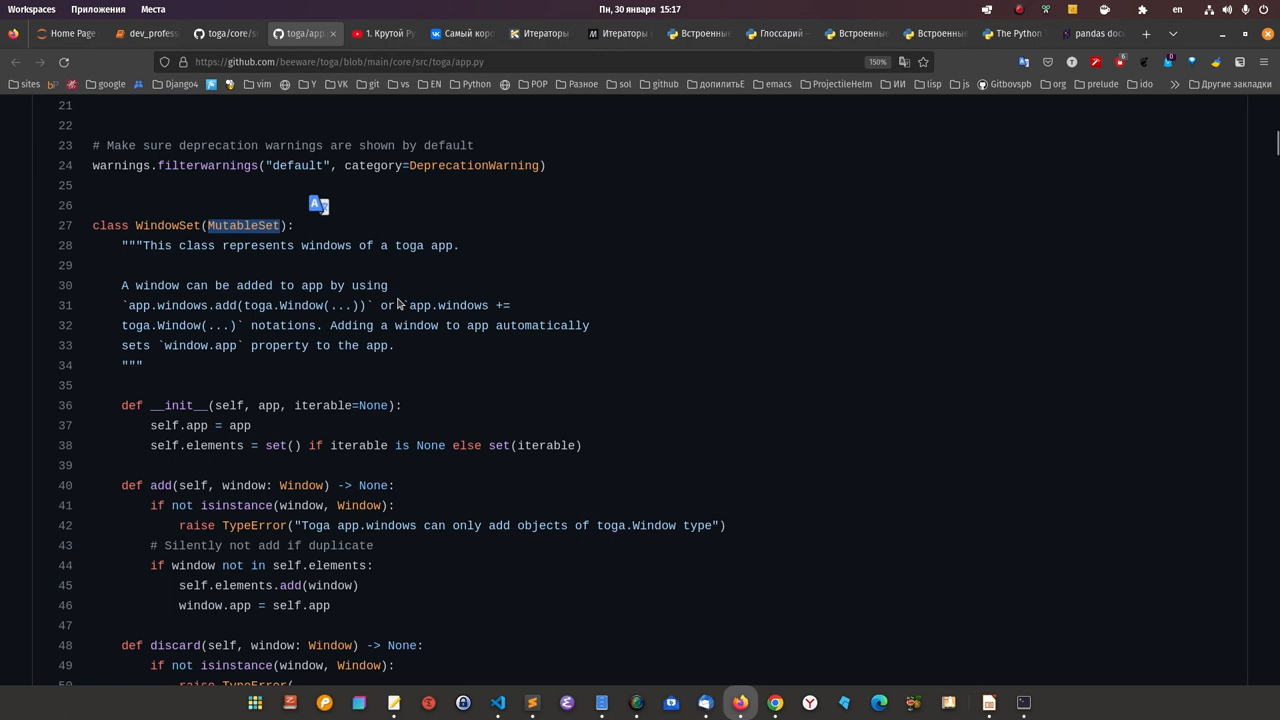 Workspaces Приложения Места Пн, 30 января 15:17 en
Home Page dev_profes toga/core/s toga/app. 1. Крутой Ру Самый кор Итераторы Итераторы Встроенные Глоссарий Встроенные Встроенные The Python pandas doc
https://github.com/beeware/toga/blob/main/core/src/toga/app.py 150%
sites google Django4 vim Y VK git vs EN Python POP Разное sol github допилитьЕ emacs ProjectileHelm ИИ lisp js Gitbovspb org prelude ido Другие закладки
21
22
23 # Make sure deprecation warnings are shown by default
24 warnings.filterwarnings("default", category=DeprecationWarning)
25
26
27 class WindowSet(MutableSet):
28 """This class represents windows of a toga app.
29
30 A window can be added to app by using
31 `app.windows.add(toga.Window(...))` or `app.windows +=
32 toga.Window(...)` notations. Adding a window to app automatically
33 sets `window.app` property to the app.
34 """
35
36 def __init__(self, app, iterable=None):
37 self.app = app
38 self.elements = set() if iterable is None else set(iterable)
39
40 def add(self, window: Window) -> None:
41 if not isinstance(window, Window):
42 raise TypeError("Toga app.windows can only add objects of toga.Window type")
43 # Silently not add if duplicate
44 if window not in self.elements:
45 self.elements.add(window)
46 window.app = self.app
47
48 def discard(self, window: Window) -> None:
49 if not isinstance(window, Window):
50 raise TypeError(